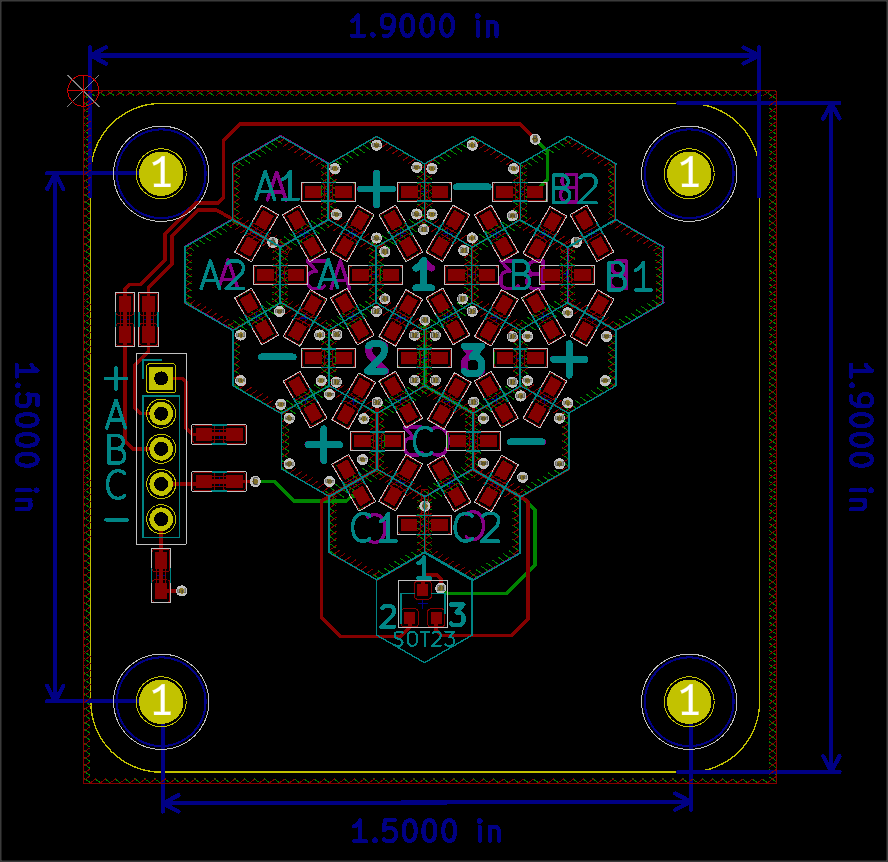 1.9000 in
1 1
A1 + − B2
A2 A 1 B B1
− 2 3 +
+ C −
C1 C2
1
2 3
SOT23
+
A
B
C
−
1.5000 in
1.9000 in
1 1
1.5000 in